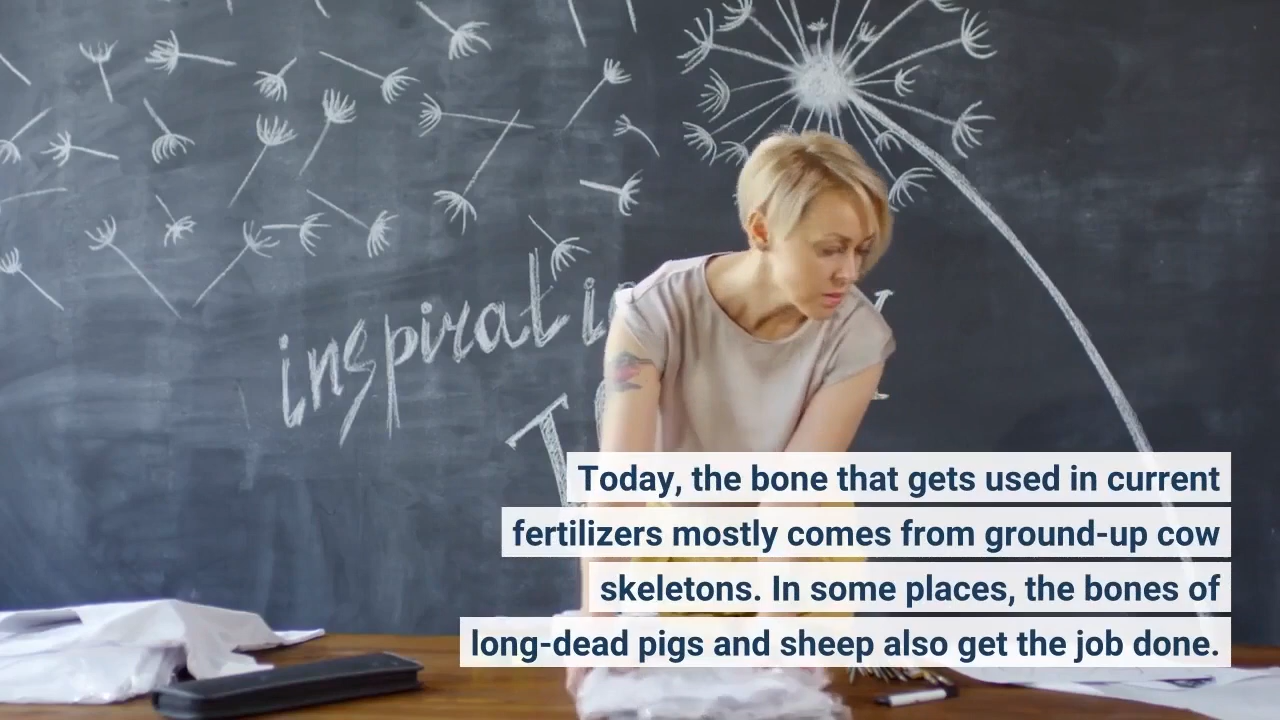 inspirati
T
Today, the bone that gets used in current
fertilizers mostly comes from ground-up cow
skeletons. In some places, the bones of
long-dead pigs and sheep also get the job done.